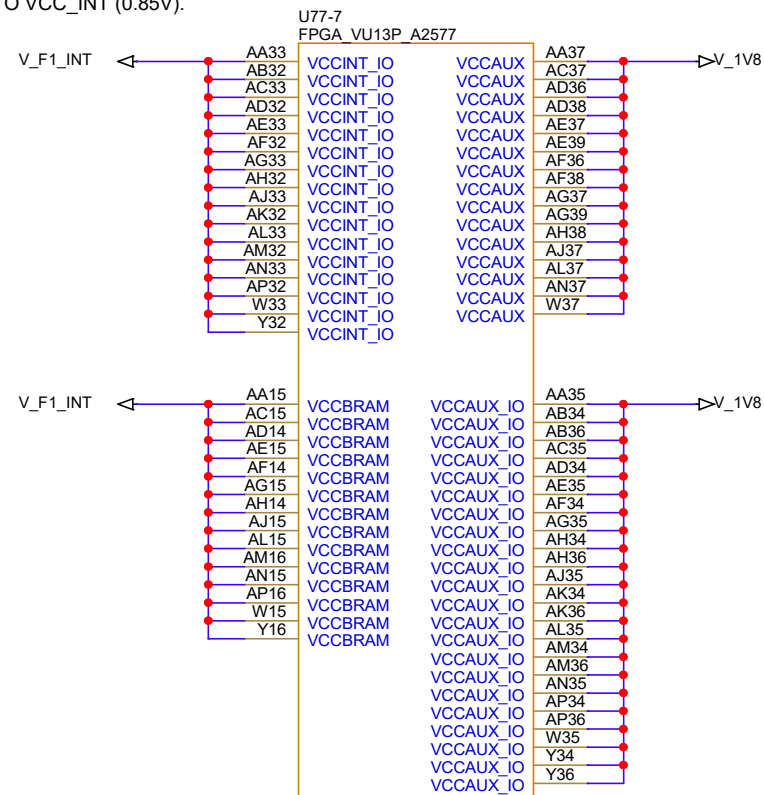 O VCC_INT (0.85V).
U77-7
FPGA_VU13P_A2577
V_F1_INT
AA33 VCCINT_IO VCCAUX AA37
V_1V8
AB32 VCCINT_IO VCCAUX AC37
AC33 VCCINT_IO VCCAUX AD36
AD32 VCCINT_IO VCCAUX AD38
AE33 VCCINT_IO VCCAUX AE37
AF32 VCCINT_IO VCCAUX AE39
AG33 VCCINT_IO VCCAUX AF36
AH32 VCCINT_IO VCCAUX AF38
AJ33 VCCINT_IO VCCAUX AG37
AK32 VCCINT_IO VCCAUX AG39
AL33 VCCINT_IO VCCAUX AH38
AM32 VCCINT_IO VCCAUX AJ37
AN33 VCCINT_IO VCCAUX AL37
AP32 VCCINT_IO VCCAUX AN37
W33 VCCINT_IO VCCAUX W37
Y32 VCCINT_IO
V_F1_INT
AA15 VCCBRAM VCCAUX_IO AA35
V_1V8
AC15 VCCBRAM VCCAUX_IO AB34
AD14 VCCBRAM VCCAUX_IO AB36
AE15 VCCBRAM VCCAUX_IO AC35
AF14 VCCBRAM VCCAUX_IO AD34
AG15 VCCBRAM VCCAUX_IO AE35
AH14 VCCBRAM VCCAUX_IO AF34
AJ15 VCCBRAM VCCAUX_IO AG35
AL15 VCCBRAM VCCAUX_IO AH34
AM16 VCCBRAM VCCAUX_IO AH36
AN15 VCCBRAM VCCAUX_IO AJ35
AP16 VCCBRAM VCCAUX_IO AK34
W15 VCCBRAM VCCAUX_IO AK36
Y16 VCCBRAM VCCAUX_IO AL35
VCCAUX_IO AM34
VCCAUX_IO AM36
VCCAUX_IO AN35
VCCAUX_IO AP34
VCCAUX_IO AP36
VCCAUX_IO W35
VCCAUX_IO Y34
VCCAUX_IO Y36